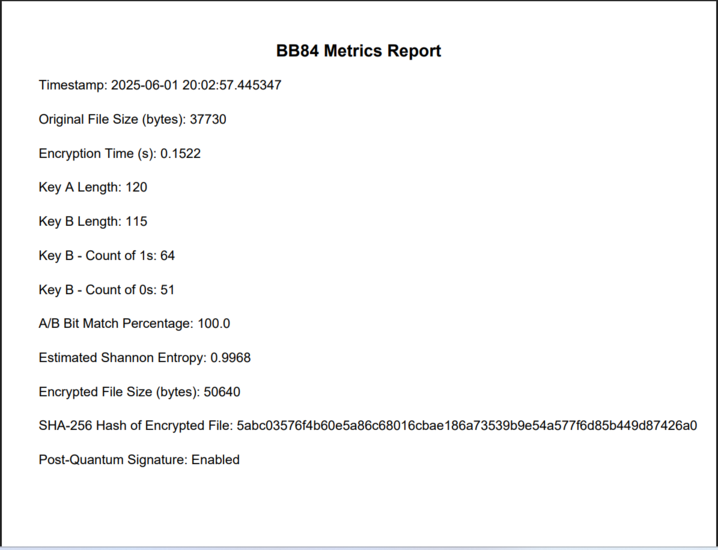 BB84 Metrics Report
Timestamp: 2025-06-01 20:02:57.445347
Original File Size (bytes): 37730
Encryption Time (s): 0.1522
Key A Length: 120
Key B Length: 115
Key B - Count of 1s: 64
Key B - Count of 0s: 51
A/B Bit Match Percentage: 100.0
Estimated Shannon Entropy: 0.9968
Encrypted File Size (bytes): 50640
SHA-256 Hash of Encrypted File: 5abc03576f4b60e5a86c68016cbae186a73539b9e54a577f6d85b449d87426a0
Post-Quantum Signature: Enabled